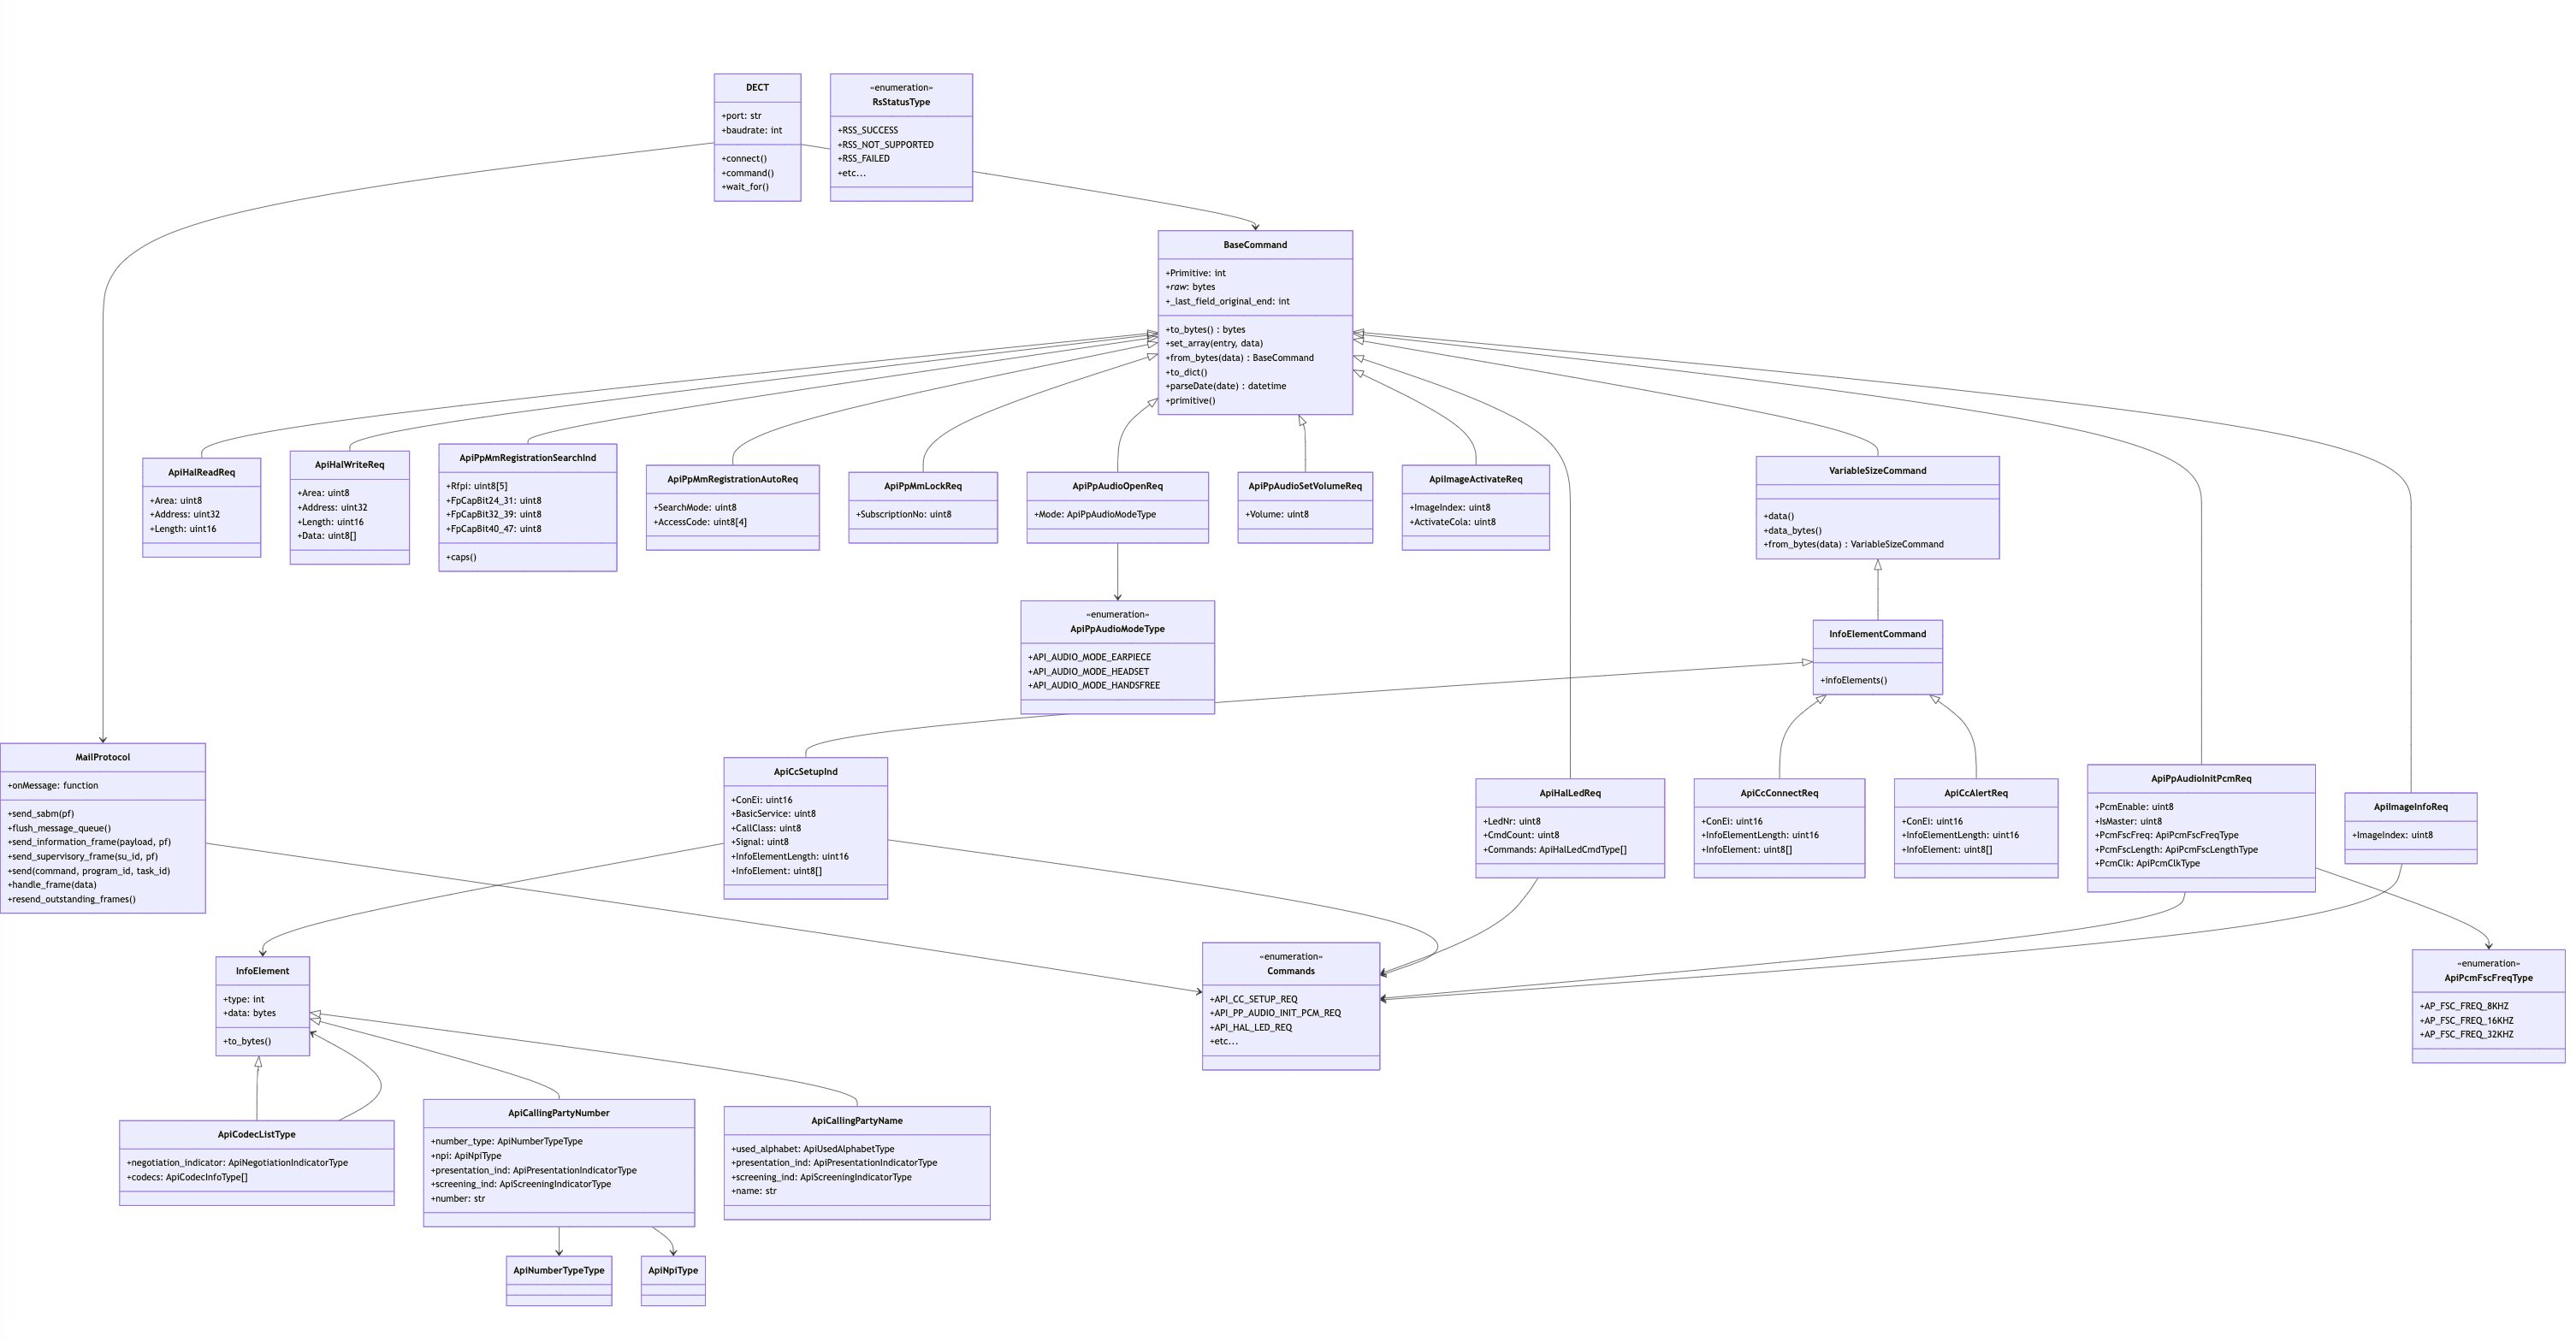 DECT
+port: str
+baudrate: int
+connect()
+command()
+wait_for()
«enumeration»
RsStatusType
+RSS_SUCCESS
+RSS_NOT_SUPPORTED
+RSS_FAILED
+etc...
BaseCommand
+Primitive: int
+raw: bytes
+_last_field_original_end: int
+to_bytes() : bytes
+set_array(entry, data)
+from_bytes(data) : BaseCommand
+to_dict()
+parseDate(date) : datetime
+primitive()
ApiHalReadReq
+Area: uint8
+Address: uint32
+Length: uint16
ApiHalWriteReq
+Area: uint8
+Address: uint32
+Length: uint16
+Data: uint8[]
ApiPpMmRegistrationSearchInd
+Rfpi: uint8[5]
+FpCapBit24_31: uint8
+FpCapBit32_39: uint8
+FpCapBit40_47: uint8
+caps()
ApiPpMmRegistrationAutoReq
+SearchMode: uint8
+AccessCode: uint8[4]
ApiPpMmLockReq
+SubscriptionNo: uint8
ApiPpAudioOpenReq
+Mode: ApiPpAudioModeType
ApiPpAudioSetVolumeReq
+Volume: uint8
ApiImageActivateReq
+ImageIndex: uint8
+ActivateCola: uint8
VariableSizeCommand
+data()
+data_bytes()
+from_bytes(data) : VariableSizeCommand
«enumeration»
ApiPpAudioModeType
+API_AUDIO_MODE_EARPIECE
+API_AUDIO_MODE_HEADSET
+API_AUDIO_MODE_HANDSFREE
InfoElementCommand
+infoElements()
MailProtocol
+onMessage: function
+send_sabm(pf)
+flush_message_queue()
+send_information_frame(payload, pf)
+send_supervisory_frame(su_id, pf)
+send(command, program_id, task_id)
+handle_frame(data)
+resend_outstanding_frames()
ApiCcSetupInd
+ConEi: uint16
+BasicService: uint8
+CallClass: uint8
+Signal: uint8
+InfoElementLength: uint16
+InfoElement: uint8[]
ApiHalLedReq
+LedNr: uint8
+CmdCount: uint8
+Commands: ApiHalLedCmdType[]
ApiCcConnectReq
+ConEi: uint16
+InfoElementLength: uint16
+InfoElement: uint8[]
ApiCcAlertReq
+ConEi: uint16
+InfoElementLength: uint16
+InfoElement: uint8[]
ApiPpAudioInitPcmReq
+PcmEnable: uint8
+IsMaster: uint8
+PcmFscFreq: ApiPcmFscFreqType
+PcmFscLength: ApiPcmFscLengthType
+PcmClk: ApiPcmClkType
ApiImageInfoReq
+ImageIndex: uint8
InfoElement
+type: int
+data: bytes
+to_bytes()
«enumeration»
Commands
+API_CC_SETUP_REQ
+API_PP_AUDIO_INIT_PCM_REQ
+API_HAL_LED_REQ
+etc...
«enumeration»
ApiPcmFscFreqType
+AP_FSC_FREQ_8KHZ
+AP_FSC_FREQ_16KHZ
+AP_FSC_FREQ_32KHZ
ApiCodecListType
+negotiation_indicator: ApiNegotiationIndicatorType
+codecs: ApiCodecInfoType[]
ApiCallingPartyNumber
+number_type: ApiNumberTypeType
+npi: ApiNpiType
+presentation_ind: ApiPresentationIndicatorType
+screening_ind: ApiScreeningIndicatorType
+number: str
ApiCallingPartyName
+used_alphabet: ApiUsedAlphabetType
+presentation_ind: ApiPresentationIndicatorType
+screening_ind: ApiScreeningIndicatorType
+name: str
ApiNumberTypeType
ApiNpiType